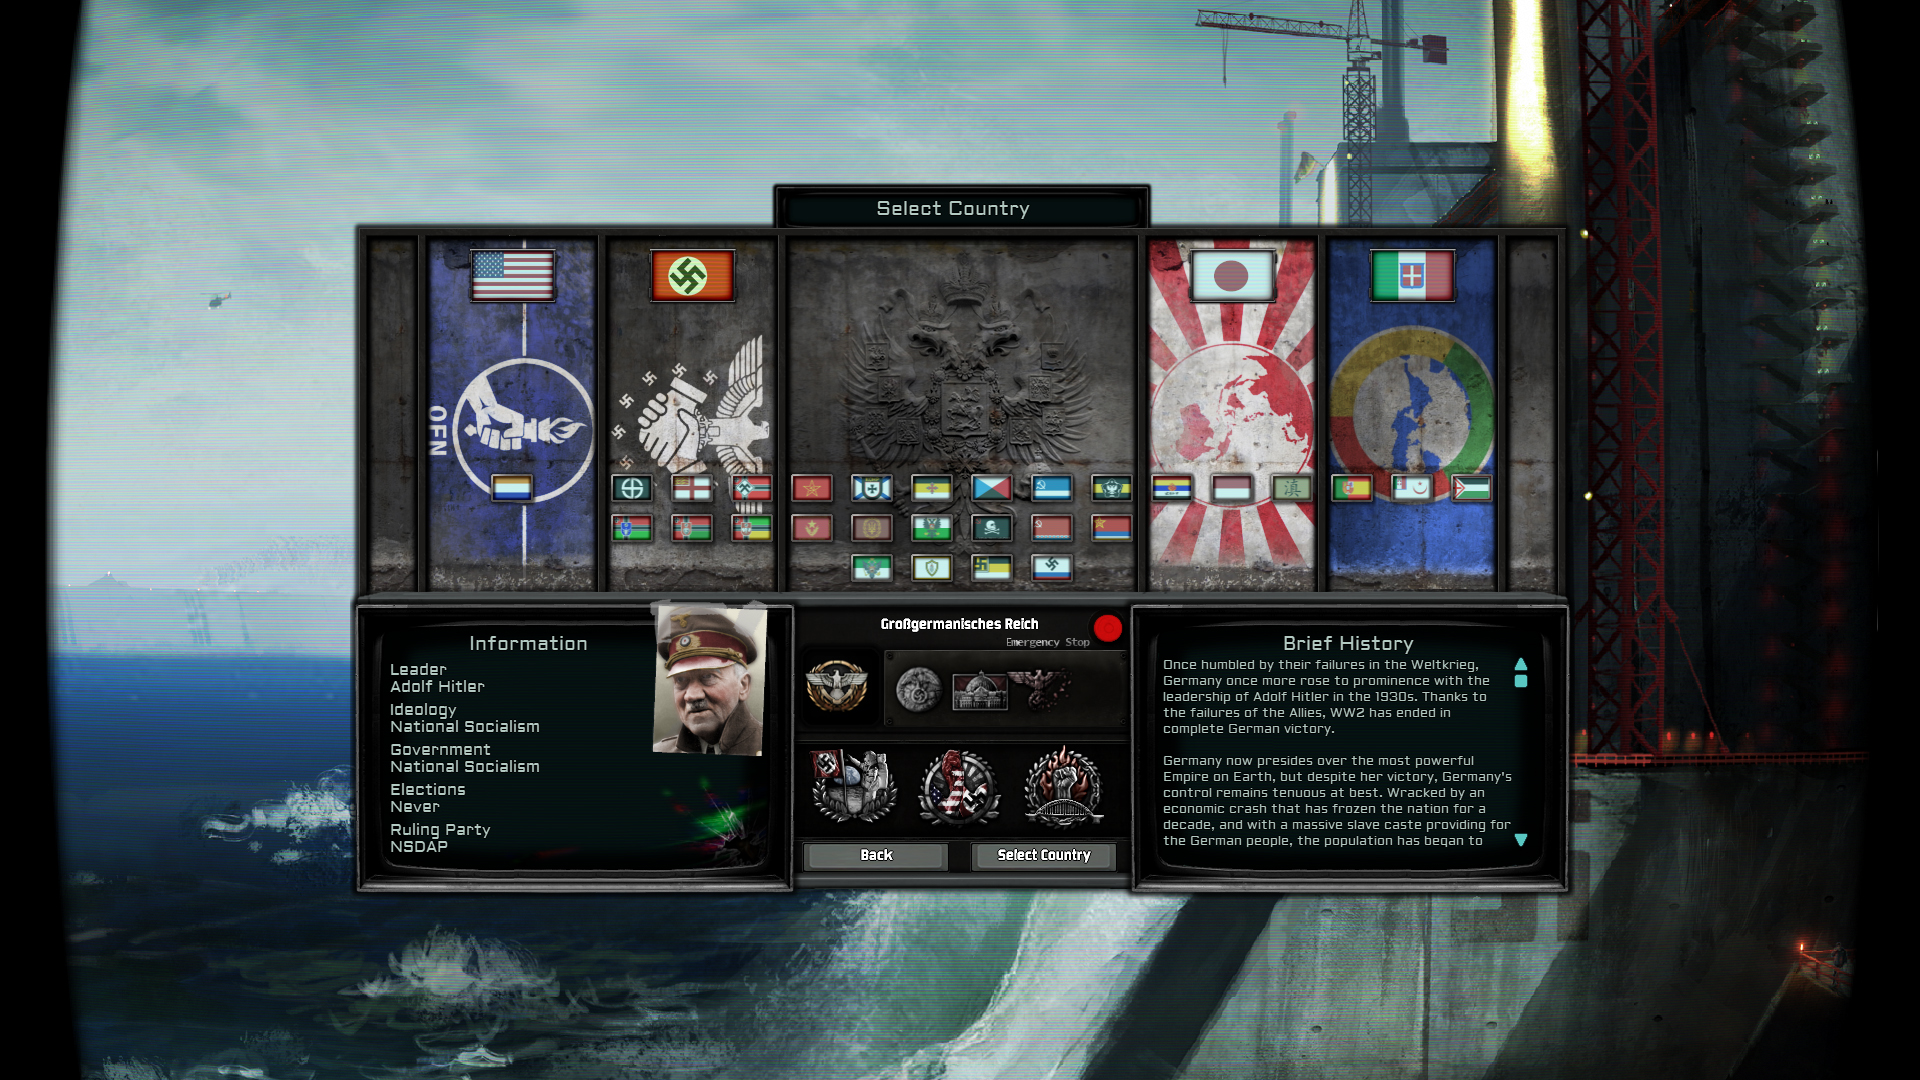 Select Country
OFN
Information
Leader
Adolf Hitler
Ideology
National Socialism
Government
National Socialism
Elections
Never
Ruling Party
NSDAP
Großgermanisches Reich
Emergency Stop
Back
Select Country
Brief History
Once humbled by their failures in the Weltkrieg,
Germany once more rose to prominence with the
leadership of Adolf Hitler in the 1930s. Thanks to
the failures of the Allies, WW2 has ended in
complete German victory.
Germany now presides over the most powerful
Empire on Earth, but despite her victory, Germany's
control remains tenuous at best. Wracked by an
economic crash that has frozen the nation for a
decade, and with a massive slave caste providing for
the German people, the population has began to